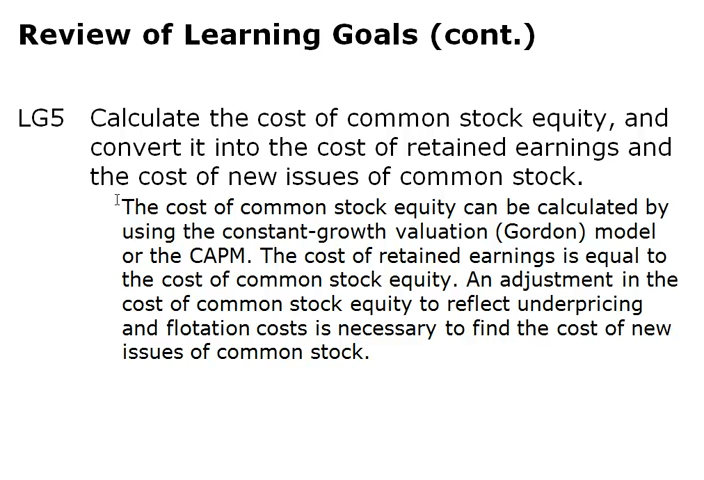 Review of Learning Goals (cont.)
LG5 Calculate the cost of common stock equity, and
convert it into the cost of retained earnings and
the cost of new issues of common stock.
The cost of common stock equity can be calculated by
using the constant-growth valuation (Gordon) model
or the CAPM. The cost of retained earnings is equal to
the cost of common stock equity. An adjustment in the
cost of common stock equity to reflect underpricing
and flotation costs is necessary to find the cost of new
issues of common stock.